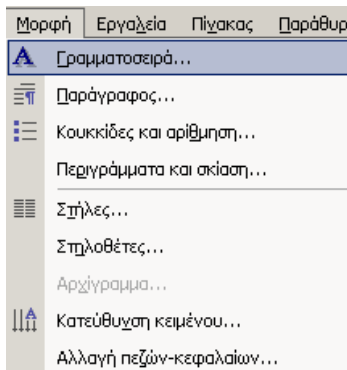 Μορφή Εργαλεία Πίνακας Παράθυρ
Γραμματοσειρά...
Παράγραφος...
Κουκκίδες και αρίθμηση...
Περιγράμματα και σκίαση...
Στήλες...
Στηλοθέτες...
Αρχίγραμμα...
Κατεύθυνση κειμένου...
Αλλαγή πεζών-κεφαλαίων...